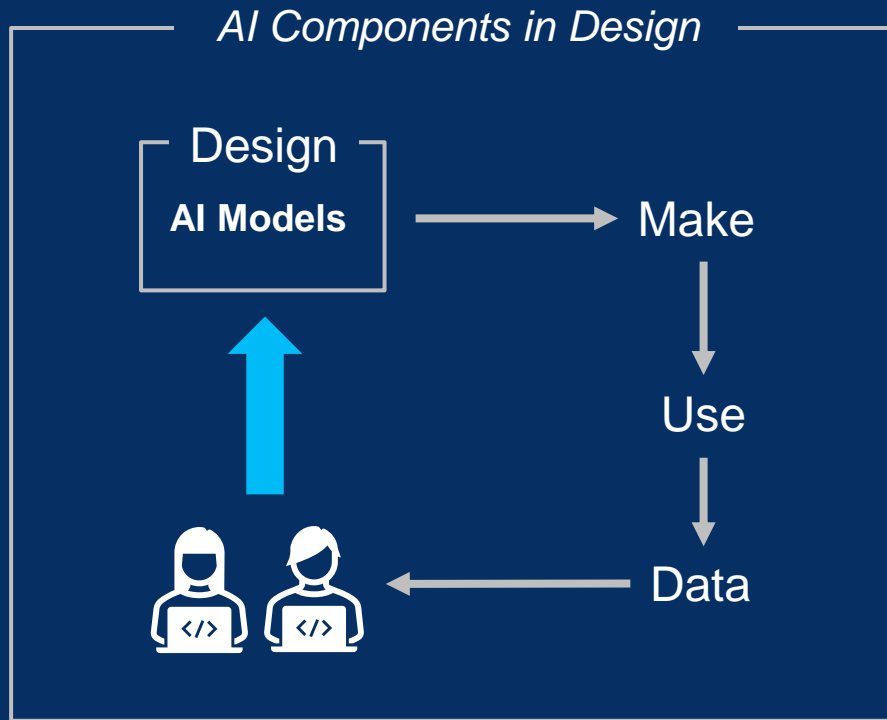 AI Components in Design
Design
AI Models
Make
Use
Data
</>
</>